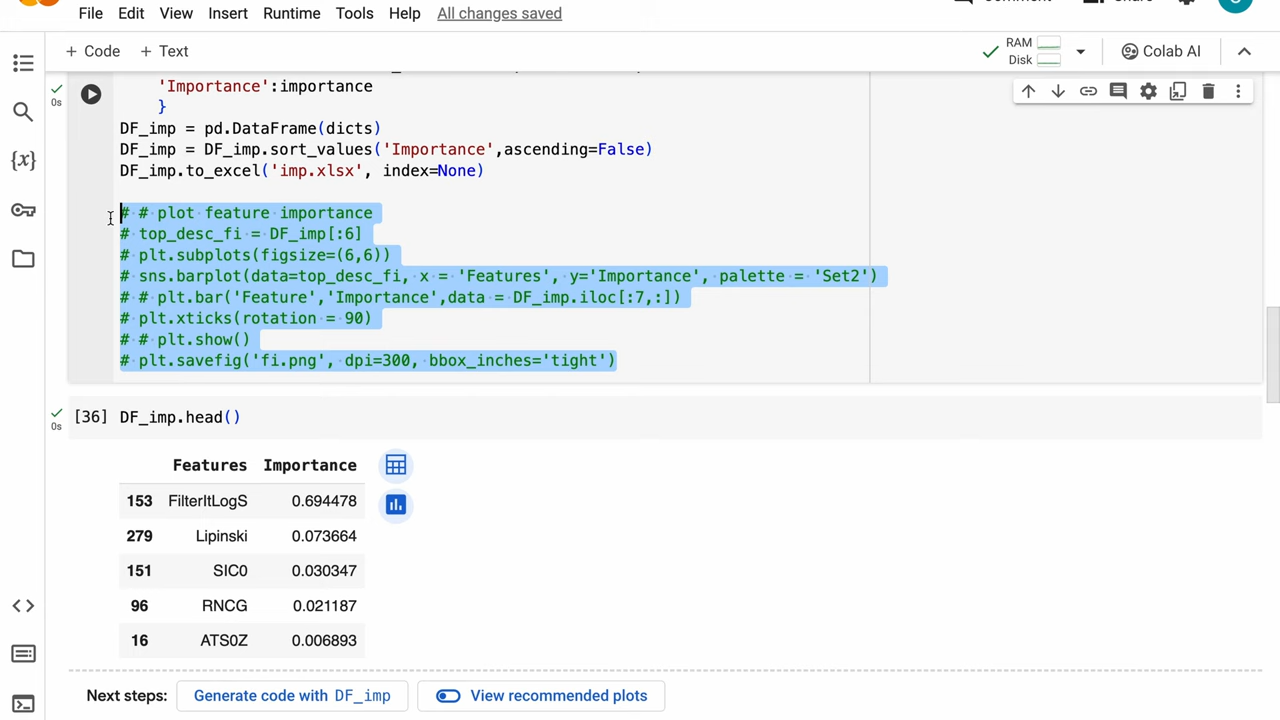 File Edit View Insert Runtime Tools Help All changes saved
Comment Share
+ Code + Text
RAM
Disk
Colab AI
0s
'Importance':importance
}
DF_imp = pd.DataFrame(dicts)
DF_imp = DF_imp.sort_values('Importance',ascending=False)
DF_imp.to_excel('imp.xlsx', index=None)
# # plot feature importance
# top_desc_fi = DF_imp[:6]
# plt.subplots(figsize=(6,6))
# sns.barplot(data=top_desc_fi, x = 'Features', y='Importance', palette = 'Set2')
# # plt.bar('Feature','Importance',data = DF_imp.iloc[:7,:])
# plt.xticks(rotation = 90)
# # plt.show()
# plt.savefig('fi.png', dpi=300, bbox_inches='tight')
[36] DF_imp.head()
0s
Features Importance
153 FilterItLogS 0.694478
279 Lipinski 0.073664
151 SIC0 0.030347
96 RNCG 0.021187
16 ATS0Z 0.006893
Next steps: Generate code with DF_imp View recommended plots